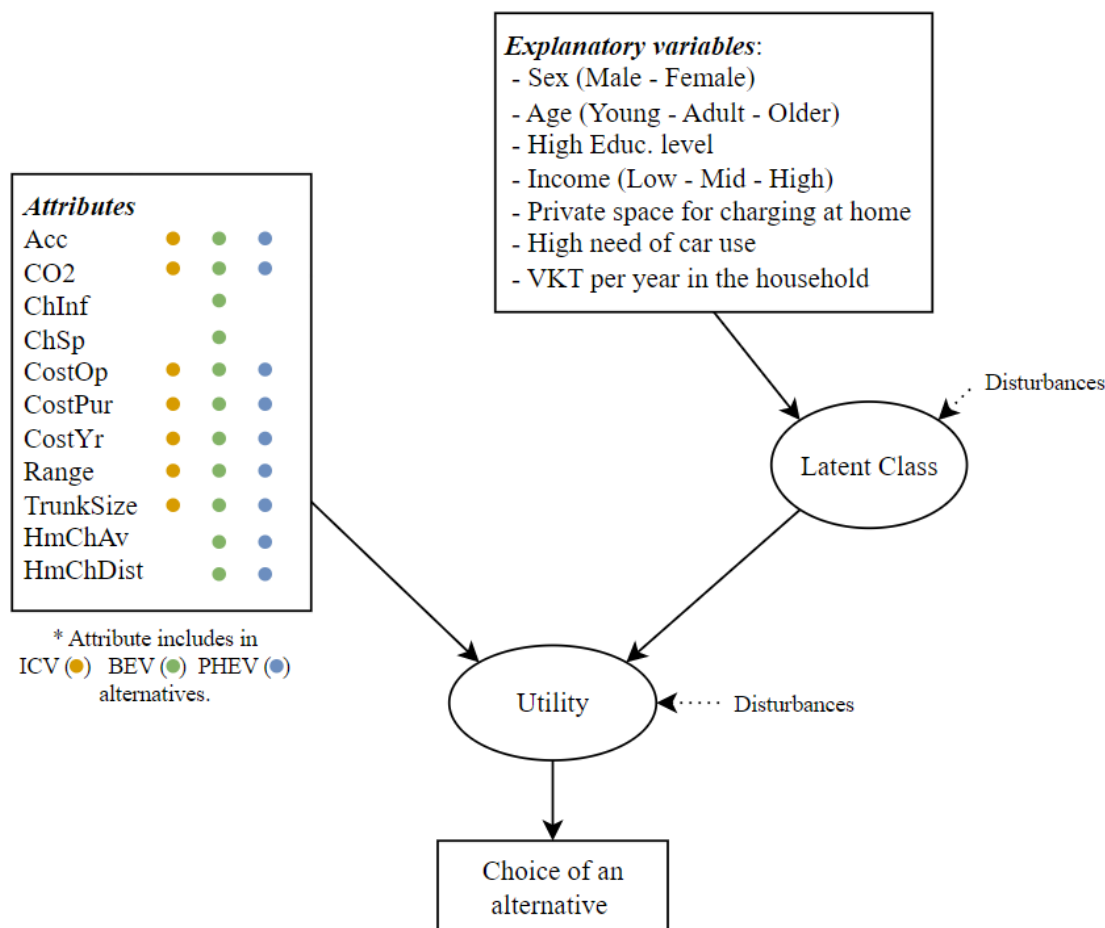 Explanatory variables:
- Sex (Male - Female)
- Age (Young - Adult - Older)
- High Educ. level
- Income (Low - Mid - High)
- Private space for charging at home
- High need of car use
- VKT per year in the household
Attributes
Acc
CO2
ChInf
ChSp
CostOp
CostPur
CostYr
Range
TrunkSize
HmChAv
HmChDist
* Attribute includes in
ICV (●) BEV (●) PHEV (●)
alternatives.
Disturbances
Latent Class
Utility
Disturbances
Choice of an
alternative